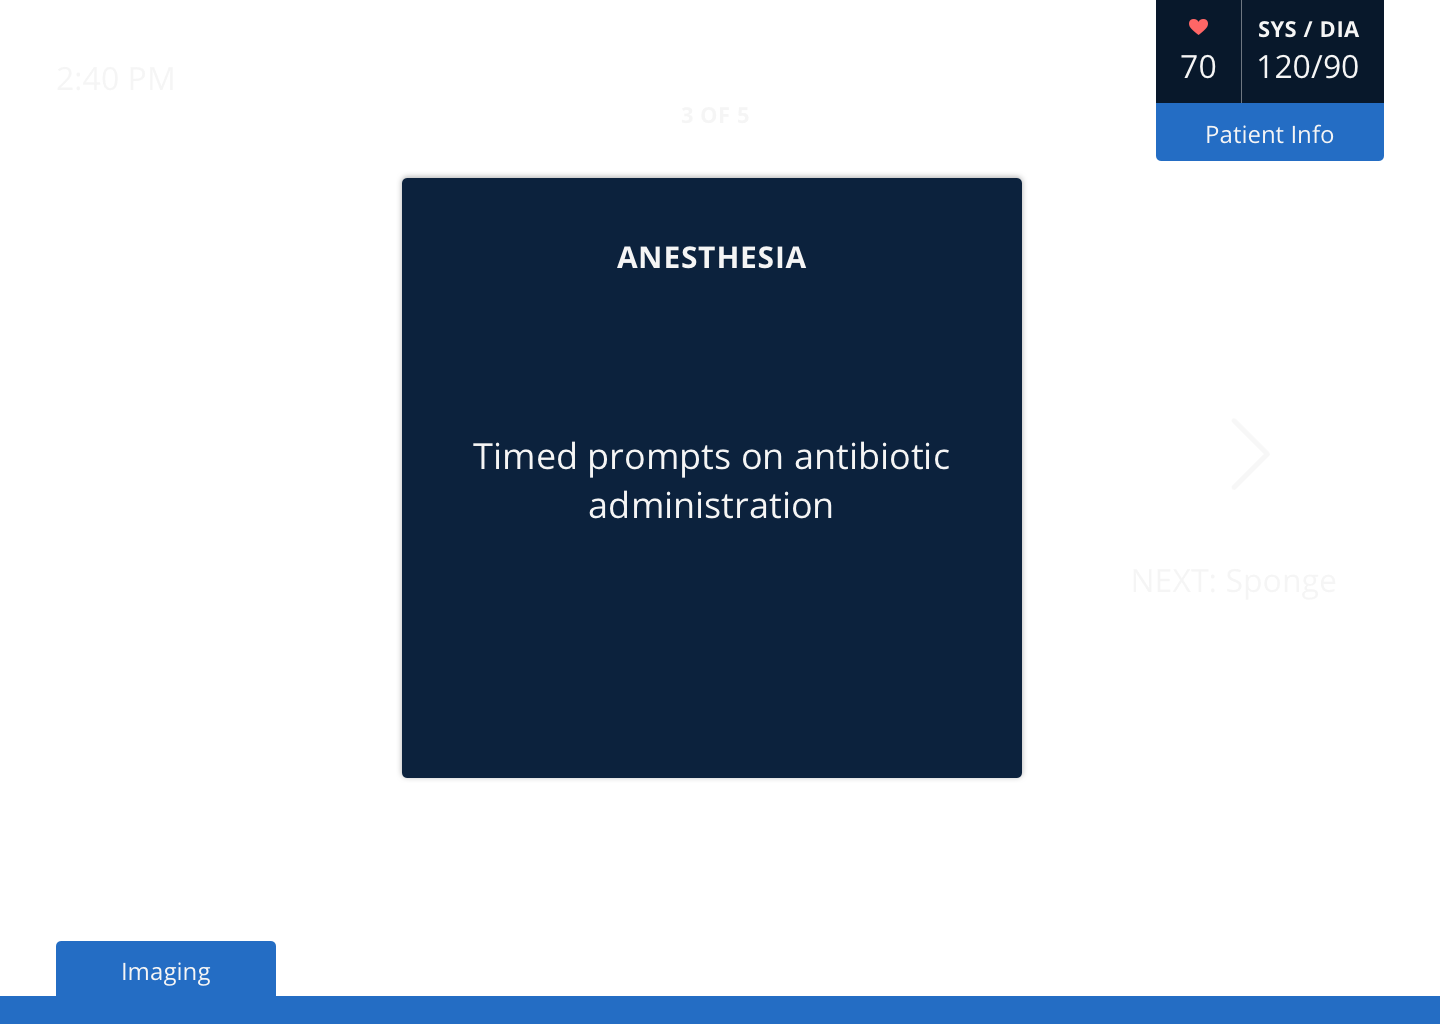 2:40 PM
3 OF 5
70
SYS / DIA
120/90
Patient Info
ANESTHESIA
Timed prompts on antibiotic
administration
NEXT: Sponge
Imaging